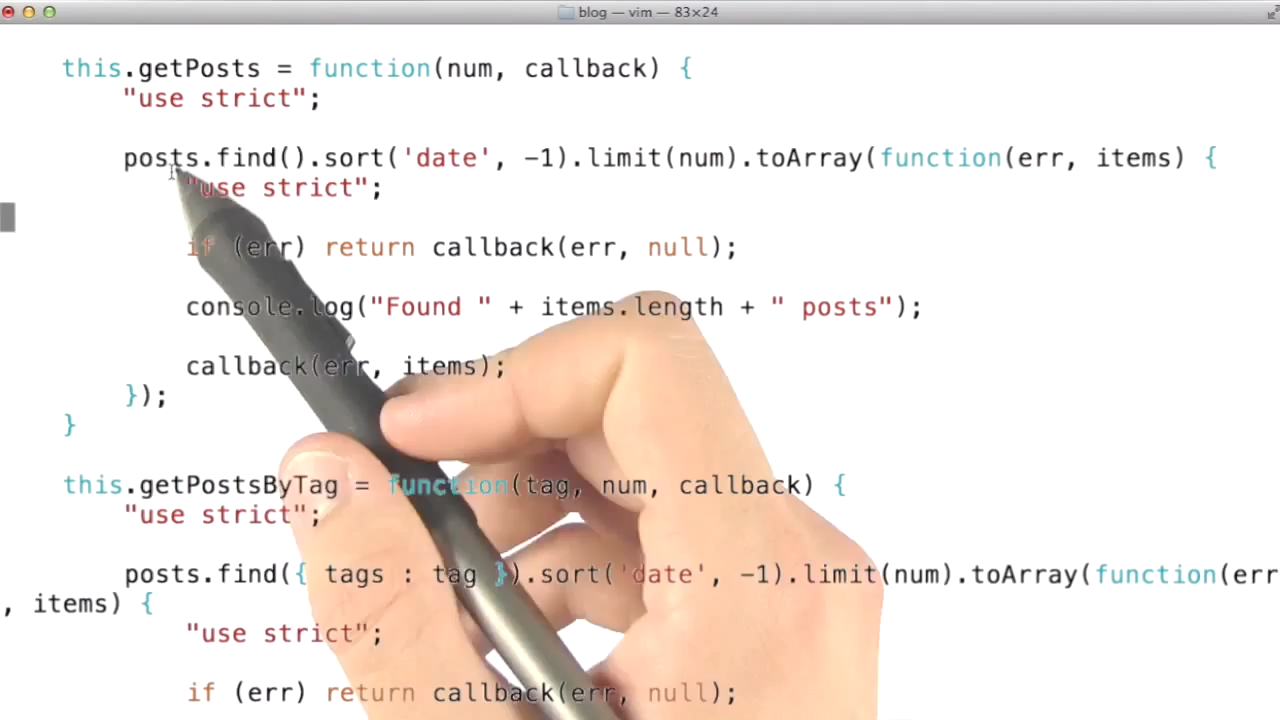 blog — vim — 83×24
this.getPosts = function(num, callback) {
"use strict";
posts.find().sort('date', -1).limit(num).toArray(function(err, items) {
"use strict";
if (err) return callback(err, null);
console.log("Found " + items.length + " posts");
callback(err, items);
});
}
this.getPostsByTag = function(tag, num, callback) {
"use strict";
posts.find({ tags : tag }).sort('date', -1).limit(num).toArray(function(err
, items) {
"use strict";
if (err) return callback(err, null);